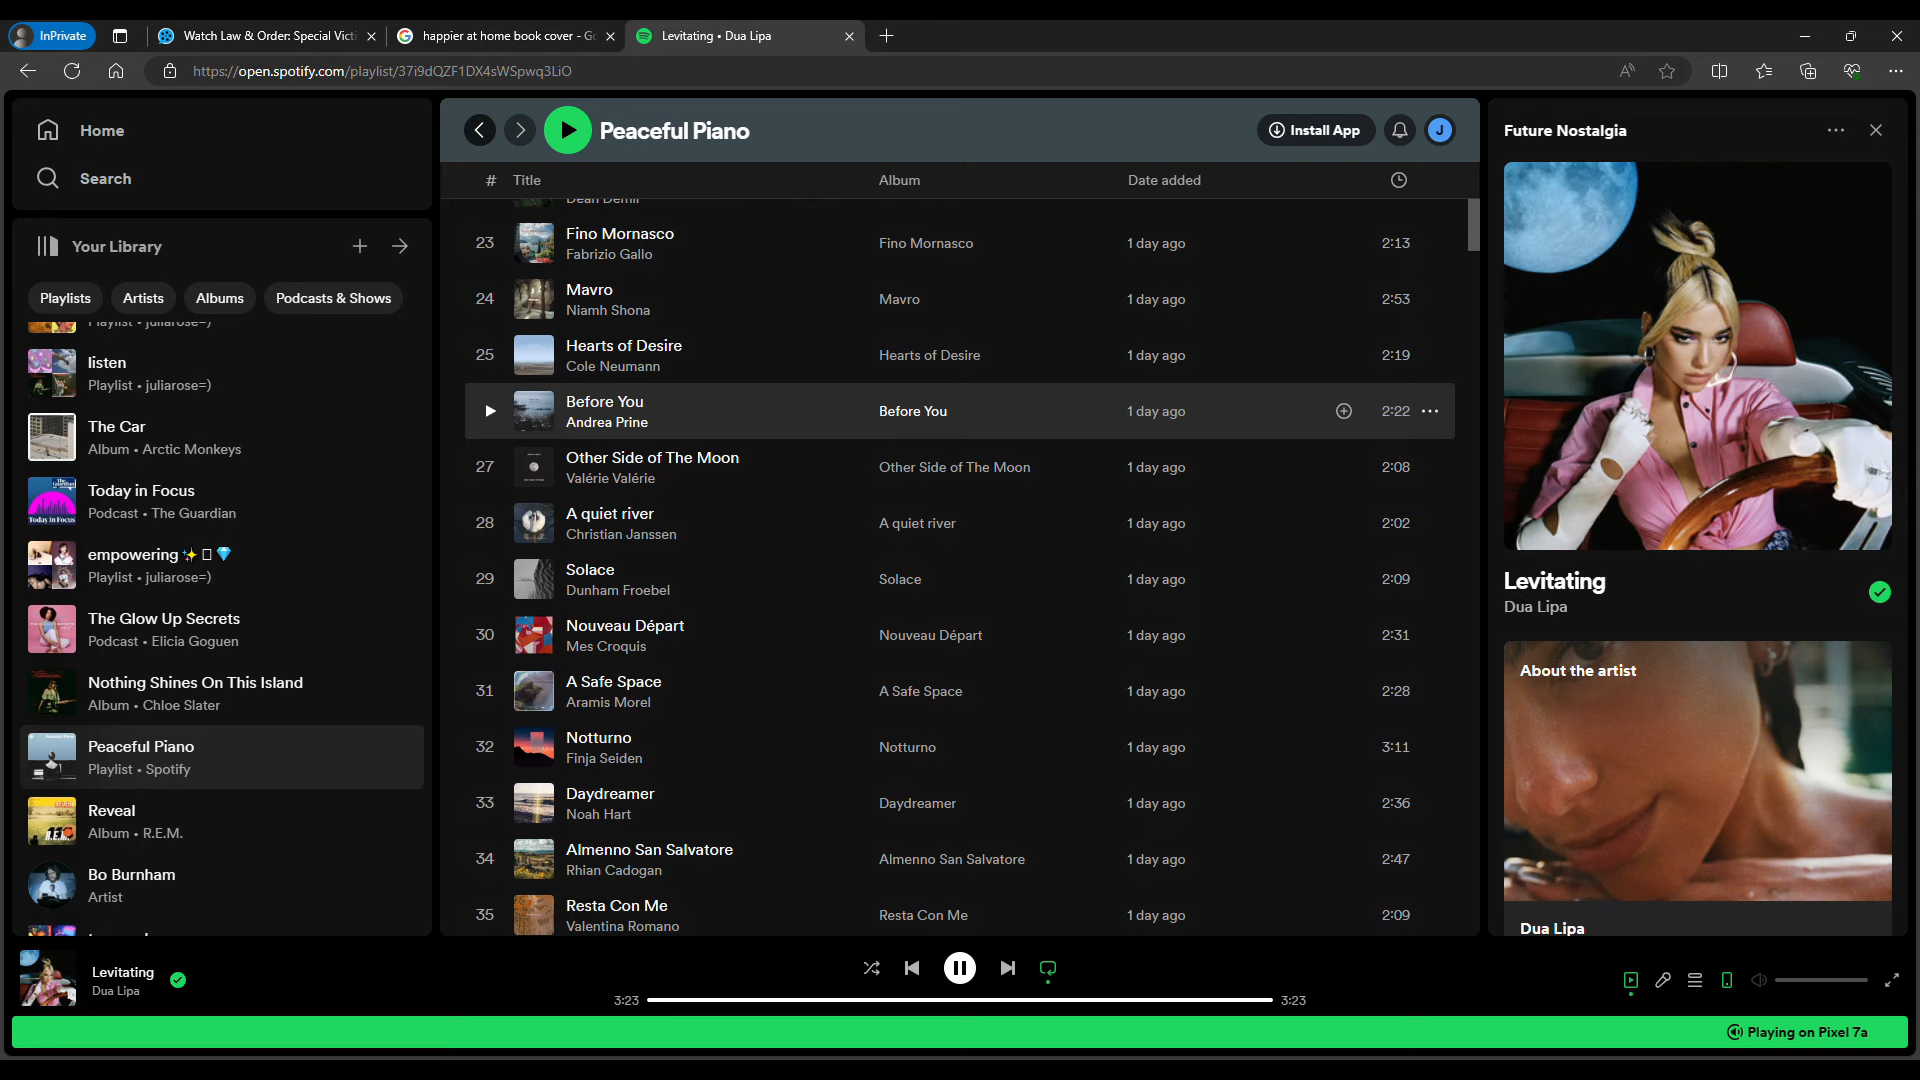 InPrivate
Watch Law & Order: Special Victi
happier at home book cover - Go
Levitating • Dua Lipa
https://open.spotify.com/playlist/37i9dQZF1DX4sWSpwq3LiO
Home
Search
Your Library
Playlists
Artists
Albums
Podcasts & Shows
Playlist • juliarose=)
listen
Playlist • juliarose=)
The Car
Album • Arctic Monkeys
Today in Focus
Podcast • The Guardian
empowering ✨ 💎
Playlist • juliarose=)
The Glow Up Secrets
Podcast • Elicia Goguen
Nothing Shines On This Island
Album • Chloe Slater
Peaceful Piano
Playlist • Spotify
Reveal
Album • R.E.M.
Bo Burnham
Artist
Peaceful Piano
Install App
J
# Title Album Date added
23 Fino Mornasco Fino Mornasco 1 day ago 2:13
Fabrizio Gallo
24 Mavro Mavro 1 day ago 2:53
Niamh Shona
25 Hearts of Desire Hearts of Desire 1 day ago 2:19
Cole Neumann
Before You Before You 1 day ago 2:22
Andrea Prine
27 Other Side of The Moon Other Side of The Moon 1 day ago 2:08
Valérie Valérie
28 A quiet river A quiet river 1 day ago 2:02
Christian Janssen
29 Solace Solace 1 day ago 2:09
Dunham Froebel
30 Nouveau Départ Nouveau Départ 1 day ago 2:31
Mes Croquis
31 A Safe Space A Safe Space 1 day ago 2:28
Aramis Morel
32 Notturno Notturno 1 day ago 3:11
Finja Seiden
33 Daydreamer Daydreamer 1 day ago 2:36
Noah Hart
34 Almenno San Salvatore Almenno San Salvatore 1 day ago 2:47
Rhian Cadogan
35 Resta Con Me Resta Con Me 1 day ago 2:09
Valentina Romano
Future Nostalgia
Levitating
Dua Lipa
About the artist
Dua Lipa
Levitating
Dua Lipa
3:23
3:23
Playing on Pixel 7a